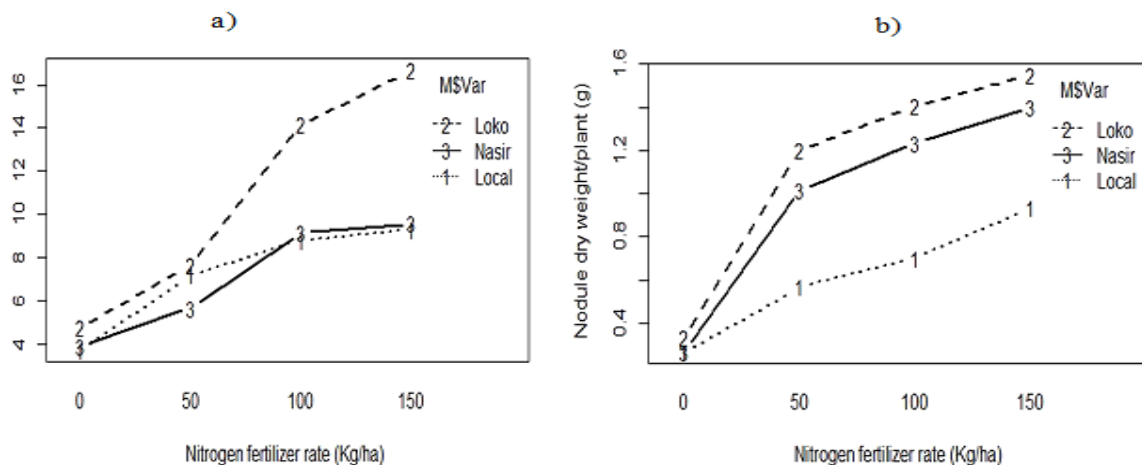 a)
16
14
12
10
8
6
4
0 50 100 150
Nitrogen fertilizer rate (Kg/ha)
M$Var
2 Loko
3 Nasir
1 Local
2 2 2 2
3 3 3 3
1 1 1 1
b)
Nodule dry weight/plant (g)
1.6
1.2
0.8
0.4
0 50 100 150
Nitrogen fertilizer rate (Kg/ha)
M$Var
2 Loko
3 Nasir
1 Local
2 2 2 2
3 3 3 3
1 1 1 1